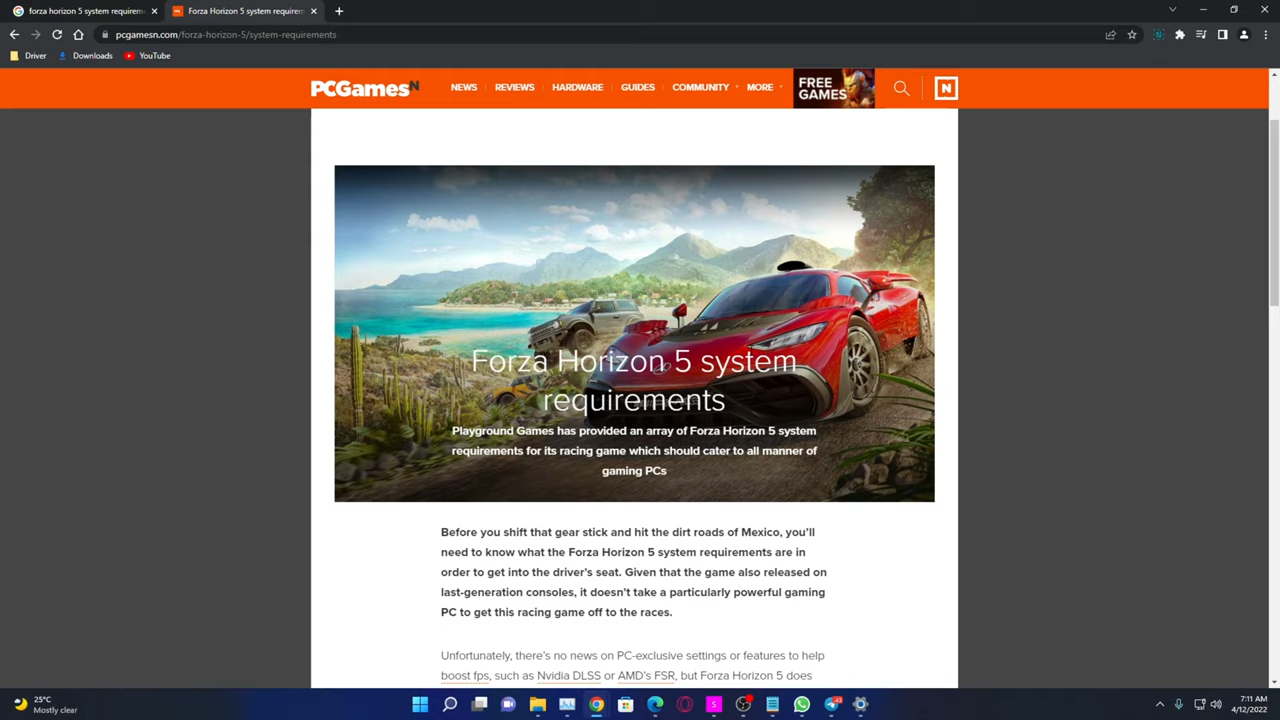 forza horizon 5 system requirem
Forza Horizon 5 system requirem
pcgamesn.com/forza-horizon-5/system-requirements
Driver
Downloads
YouTube
PCGamesN
NEWS
REVIEWS
HARDWARE
GUIDES
COMMUNITY
MORE
FREE
GAMES
N
Forza Horizon 5 system
requirements
Playground Games has provided an array of Forza Horizon 5 system
requirements for its racing game which should cater to all manner of
gaming PCs
Before you shift that gear stick and hit the dirt roads of Mexico, you'll
need to know what the Forza Horizon 5 system requirements are in
order to get into the driver's seat. Given that the game also released on
last-generation consoles, it doesn't take a particularly powerful gaming
PC to get this racing game off to the races.
Unfortunately, there's no news on PC-exclusive settings or features to help
boost fps, such as Nvidia DLSS or AMD's FSR, but Forza Horizon 5 does
25°C
Mostly clear
7:11 AM
4/12/2022